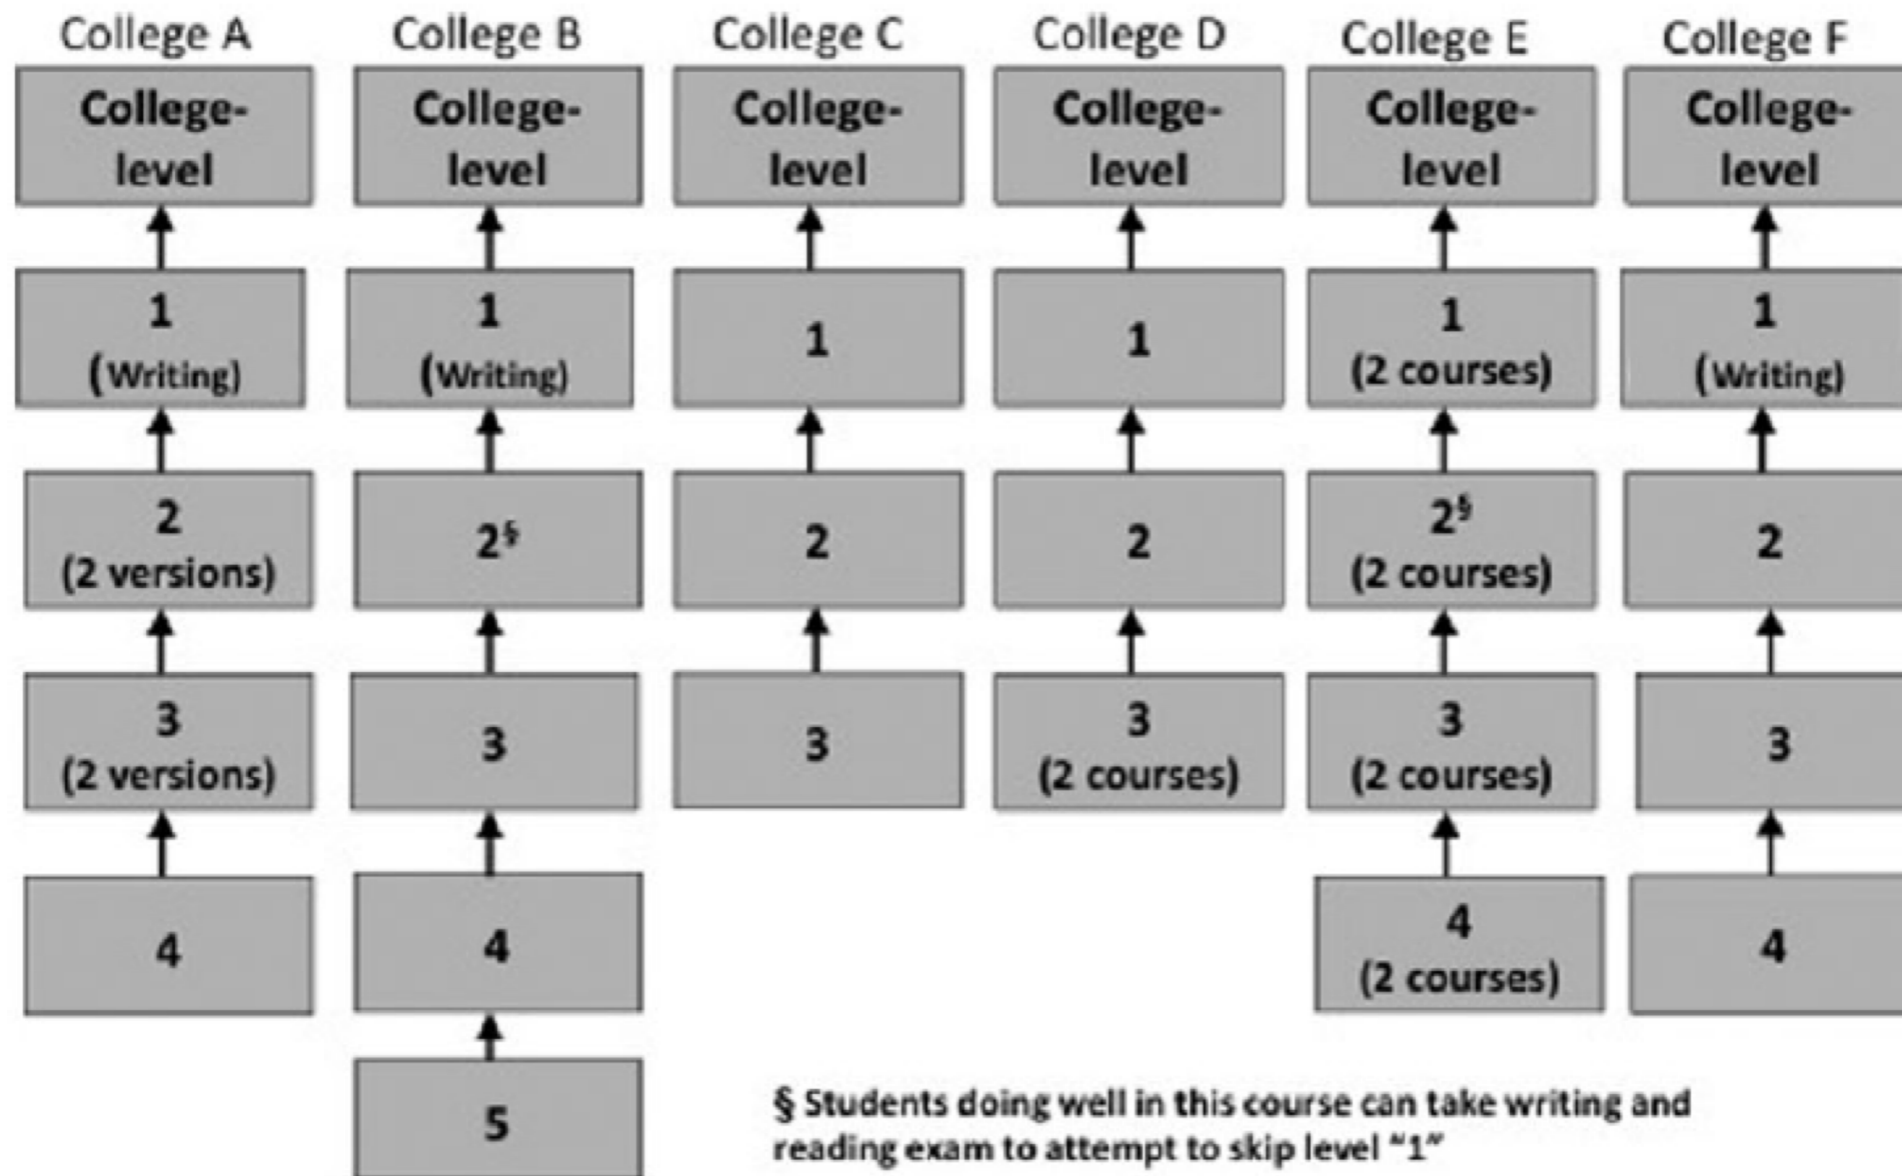 College A
College B
College C
College D
College E
College F
College-
level
College-
level
College-
level
College-
level
College-
level
College-
level
1
(Writing)
1
(Writing)
1
1
1
(2 courses)
1
(Writing)
2
(2 versions)
2§
2
2
2§
(2 courses)
2
3
(2 versions)
3
3
3
(2 courses)
3
(2 courses)
3
4
4
4
(2 courses)
4
5
§ Students doing well in this course can take writing and
reading exam to attempt to skip level "1"